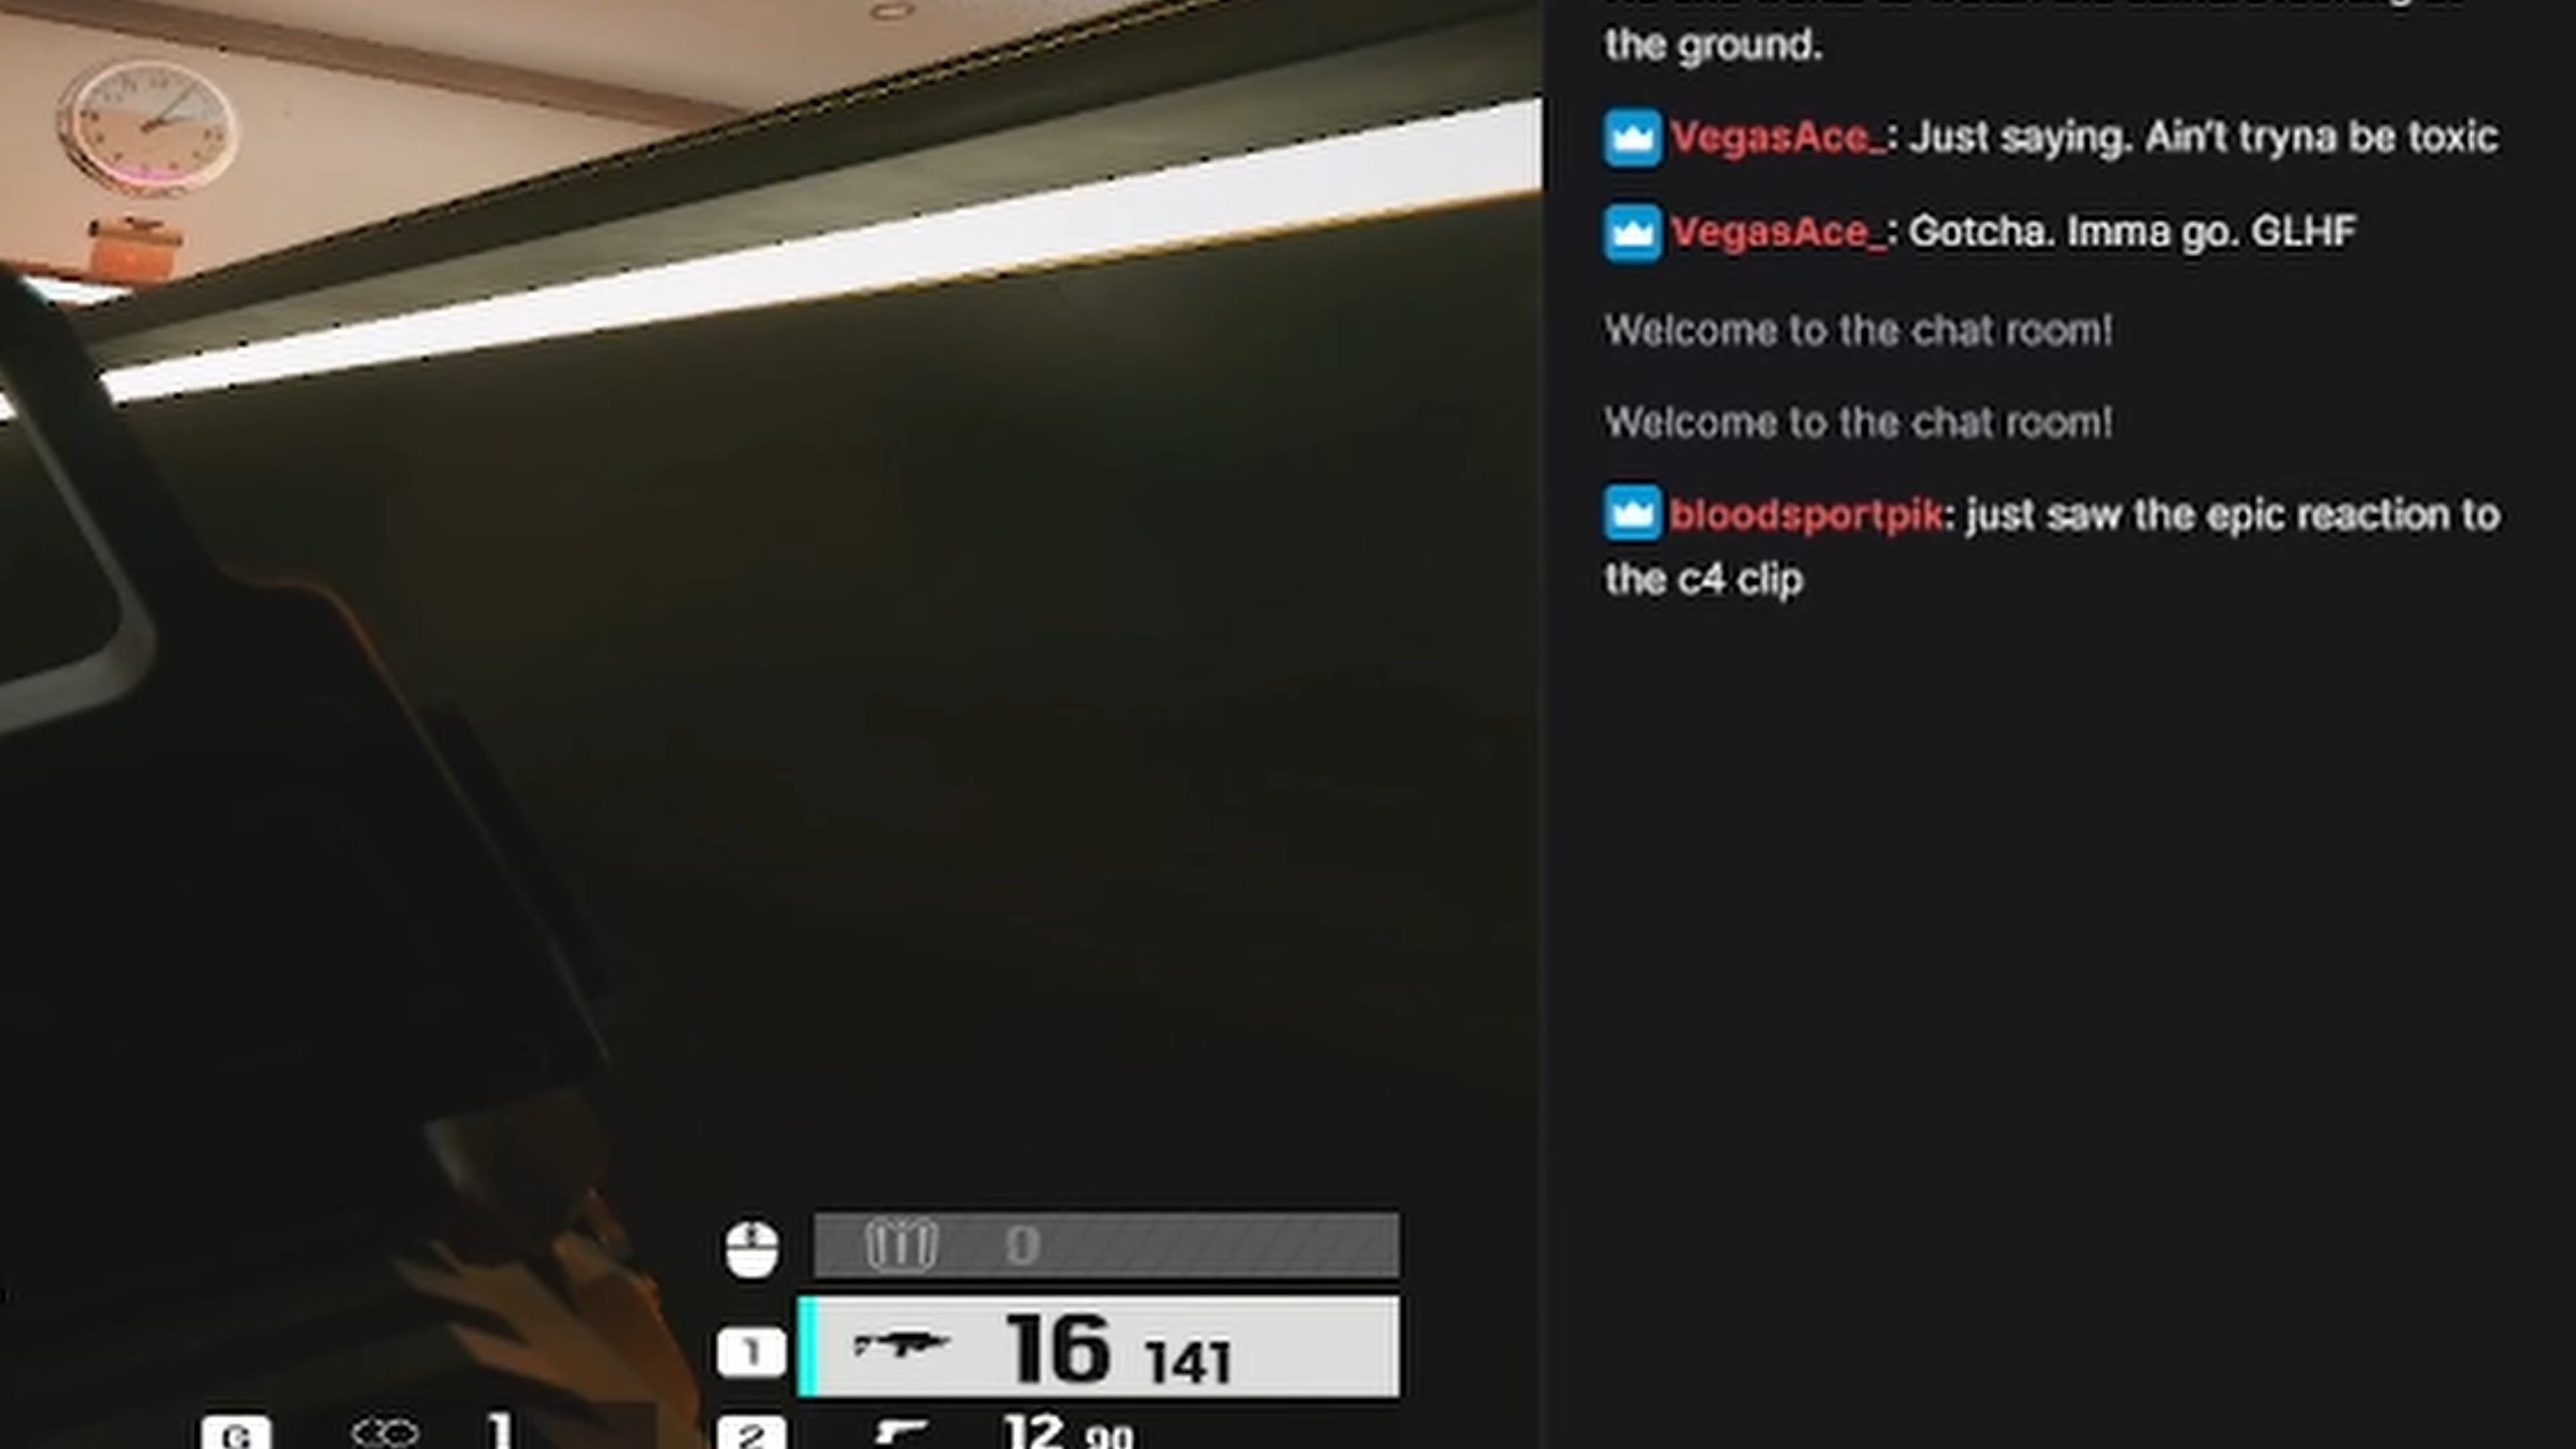 the ground.
VegasAce_: Just saying. Ain't tryna be toxic
VegasAce_: Gotcha. Imma go. GLHF
Welcome to the chat room!
Welcome to the chat room!
bloodsportpik: just saw the epic reaction to
the c4 clip
0
1 16 141
G 1 2 12 90